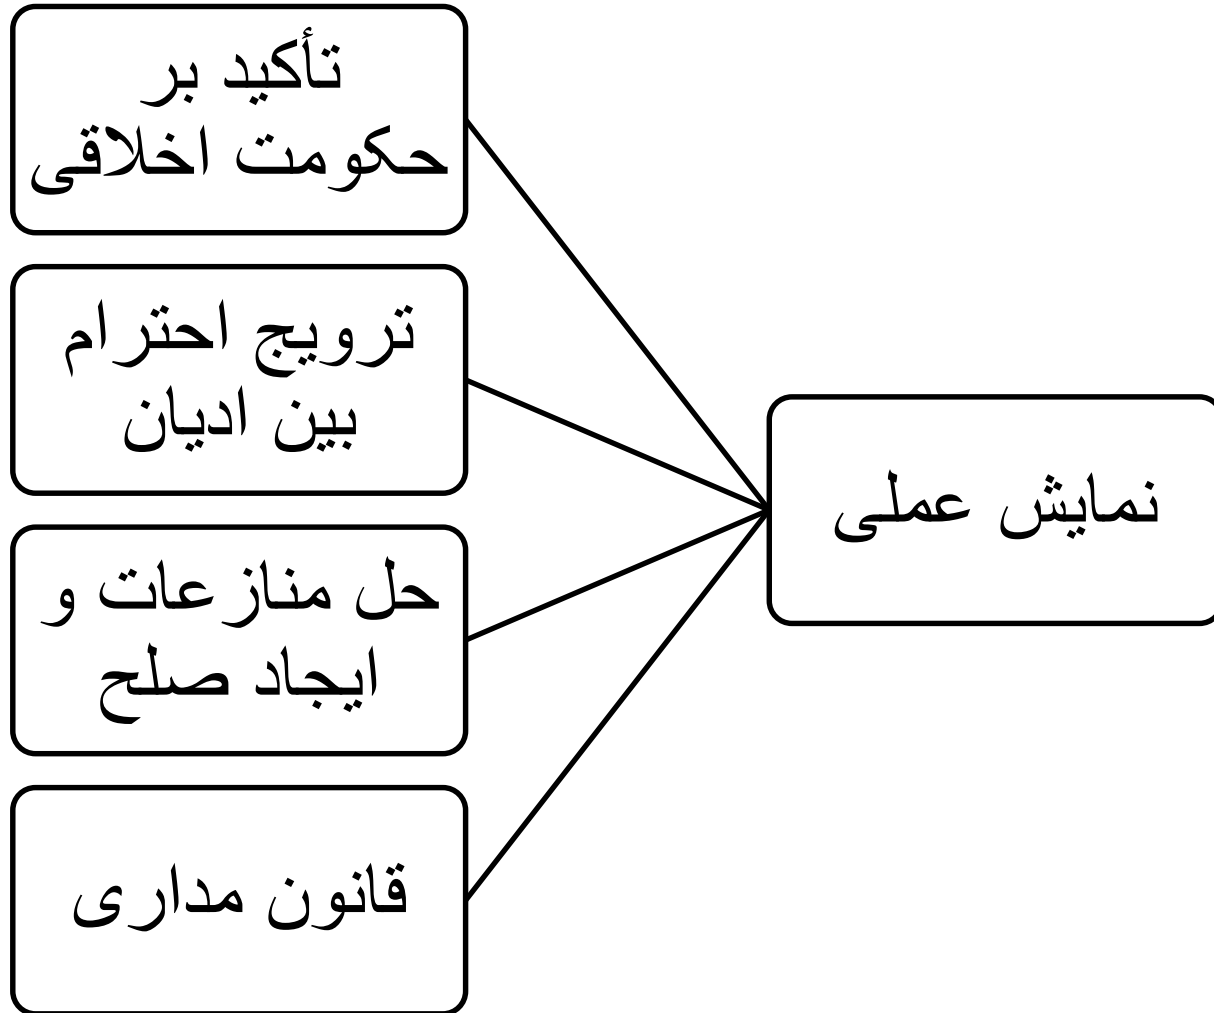 نمایش عملی
تأکید بر
حکومت اخلاقی
ترویج احترام
بین ادیان
حل منازعات و
ایجاد صلح
قانون مداری